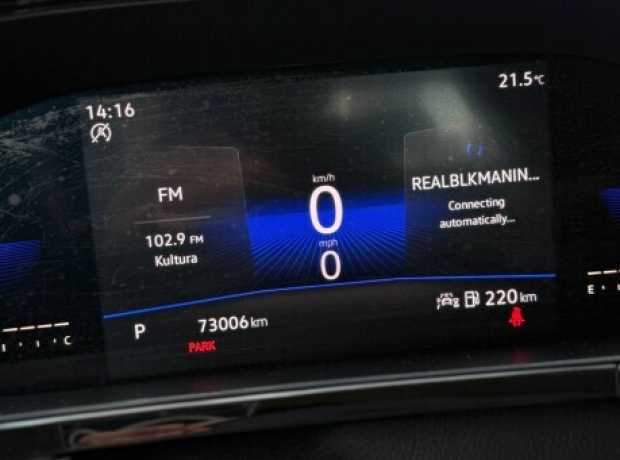 14:16
21.5°C
FM
102.9 FM
Kultura
km/h
0
mph
0
REALBLKMANIN...
Connecting
automatically...
P
73006 km
PARK
220 km
C
E